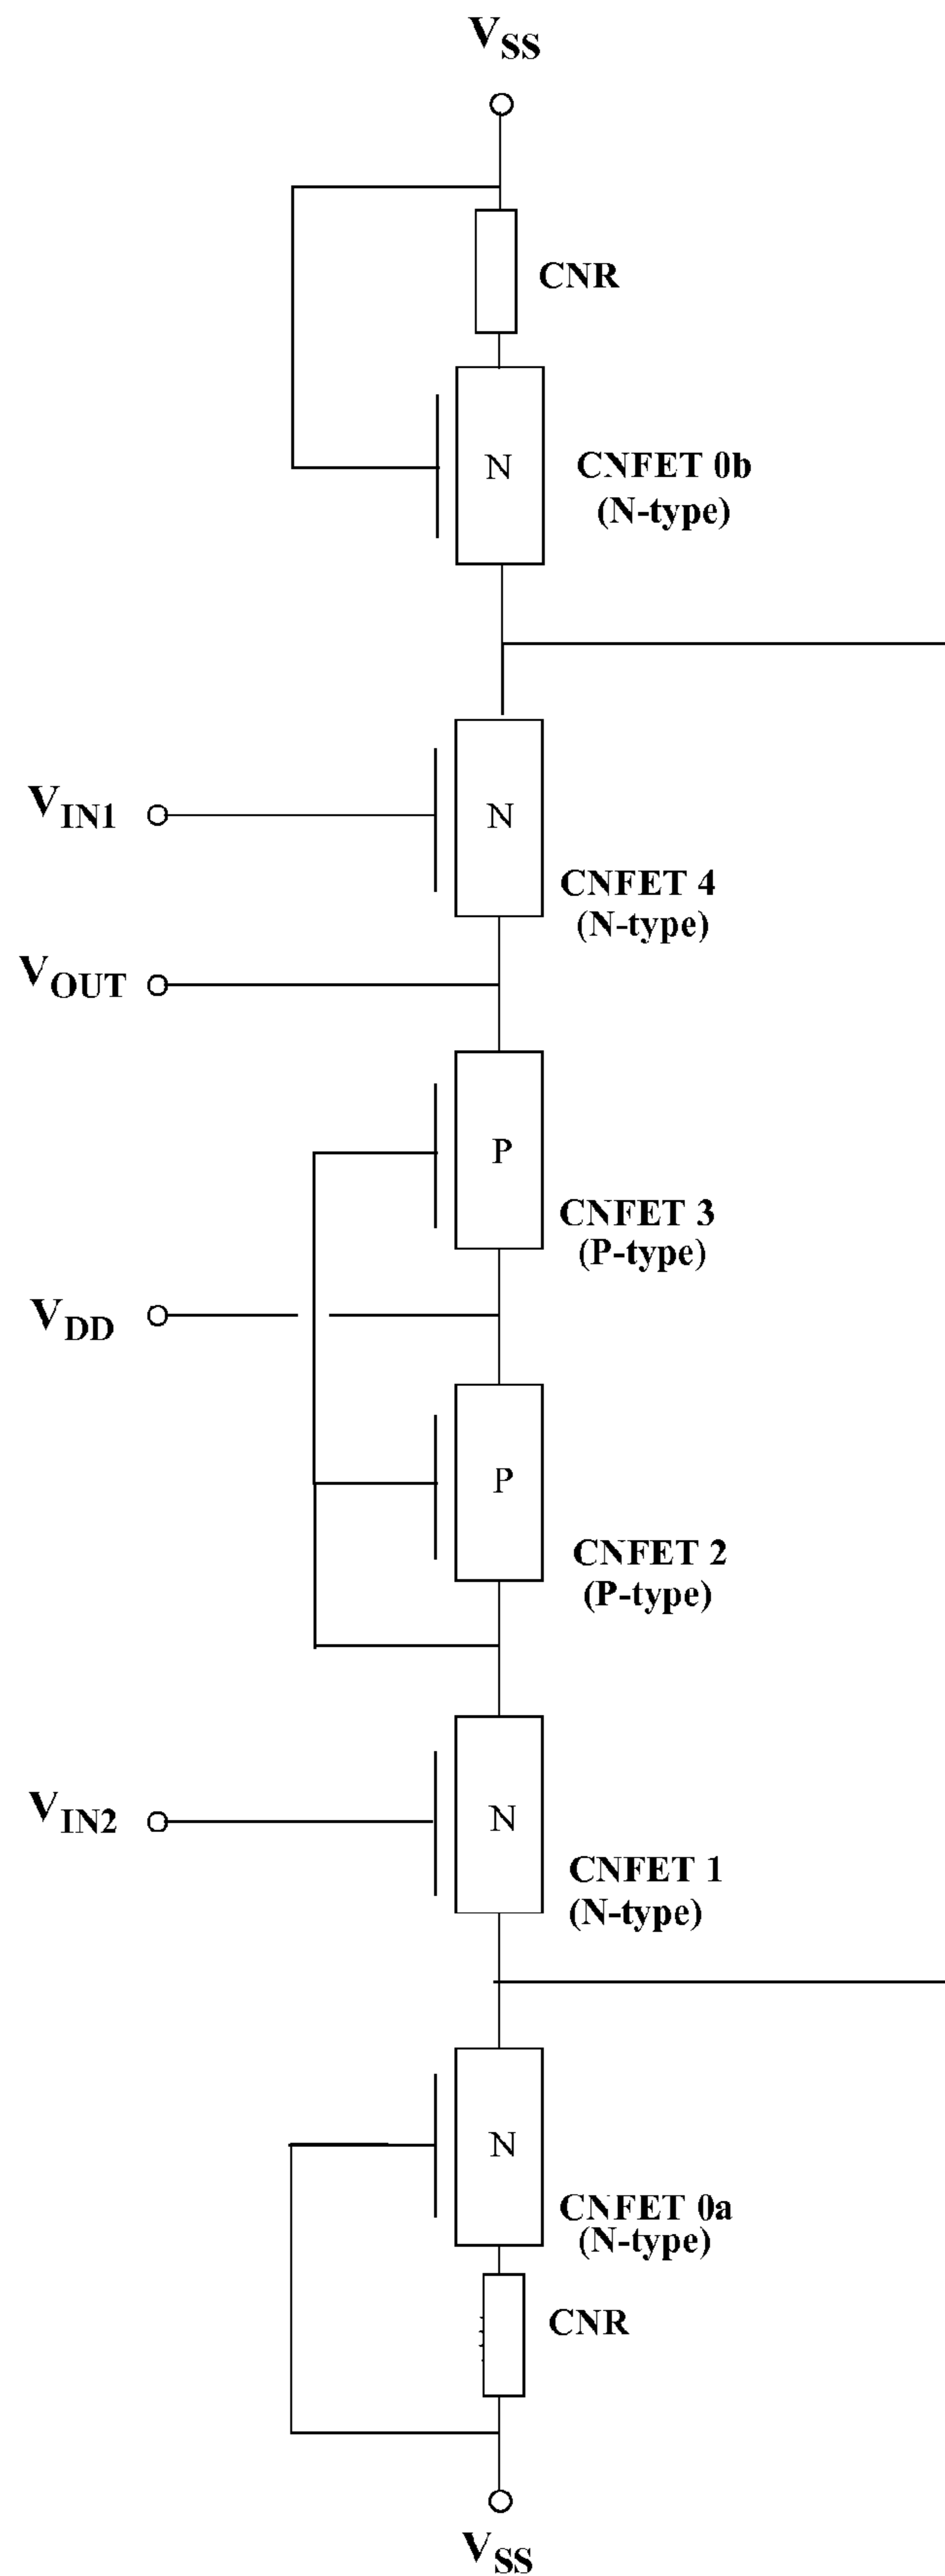 VSS
CNR
N
CNFET 0b
(N-type)
VIN1
N
CNFET 4
(N-type)
VOUT
P
CNFET 3
(P-type)
VDD
P
CNFET 2
(P-type)
VIN2
N
CNFET 1
(N-type)
N
CNFET 0a
(N-type)
CNR
VSS